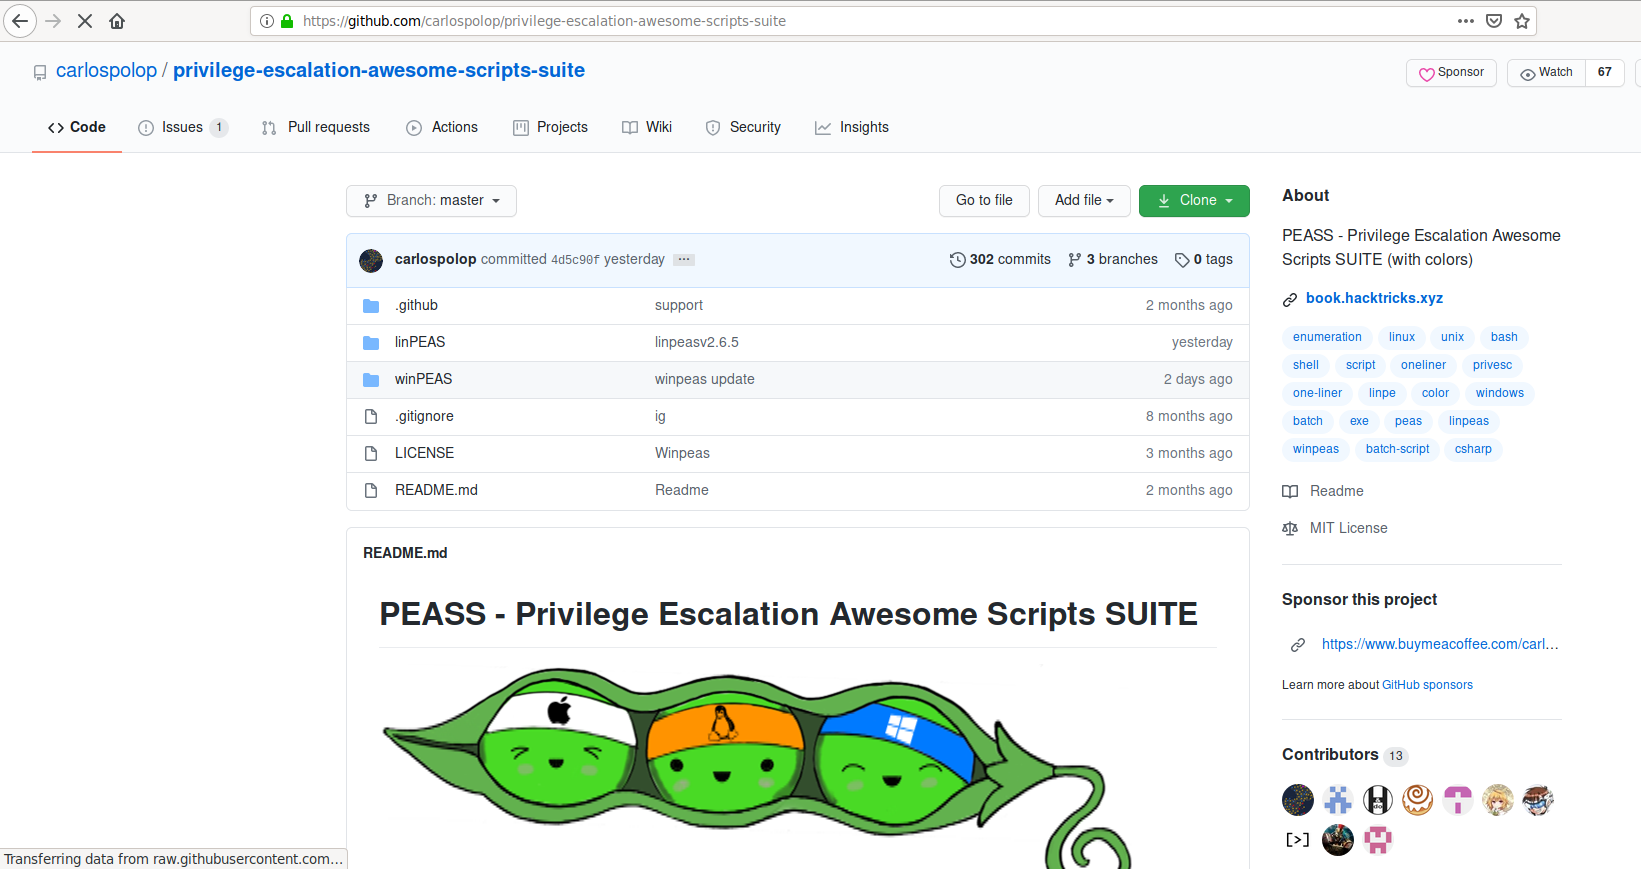 https://github.com/carlospolop/privilege-escalation-awesome-scripts-suite
carlospolop / privilege-escalation-awesome-scripts-suite
Sponsor
Watch 67
Code
Issues 1
Pull requests
Actions
Projects
Wiki
Security
Insights
Branch: master
Go to file
Add file
Clone
carlospolop committed 4d5c90f yesterday ...
302 commits
3 branches
0 tags
.github support 2 months ago
linPEAS linpeasv2.6.5 yesterday
winPEAS winpeas update 2 days ago
.gitignore ig 8 months ago
LICENSE Winpeas 3 months ago
README.md Readme 2 months ago
README.md
PEASS - Privilege Escalation Awesome Scripts SUITE
About
PEASS - Privilege Escalation Awesome
Scripts SUITE (with colors)
book.hacktricks.xyz
enumeration linux unix bash
shell script oneliner privesc
one-liner linpe color windows
batch exe peas linpeas
winpeas batch-script csharp
Readme
MIT License
Sponsor this project
https://www.buymeacoffee.com/carl...
Learn more about GitHub sponsors
Contributors 13
Transferring data from raw.githubusercontent.com...